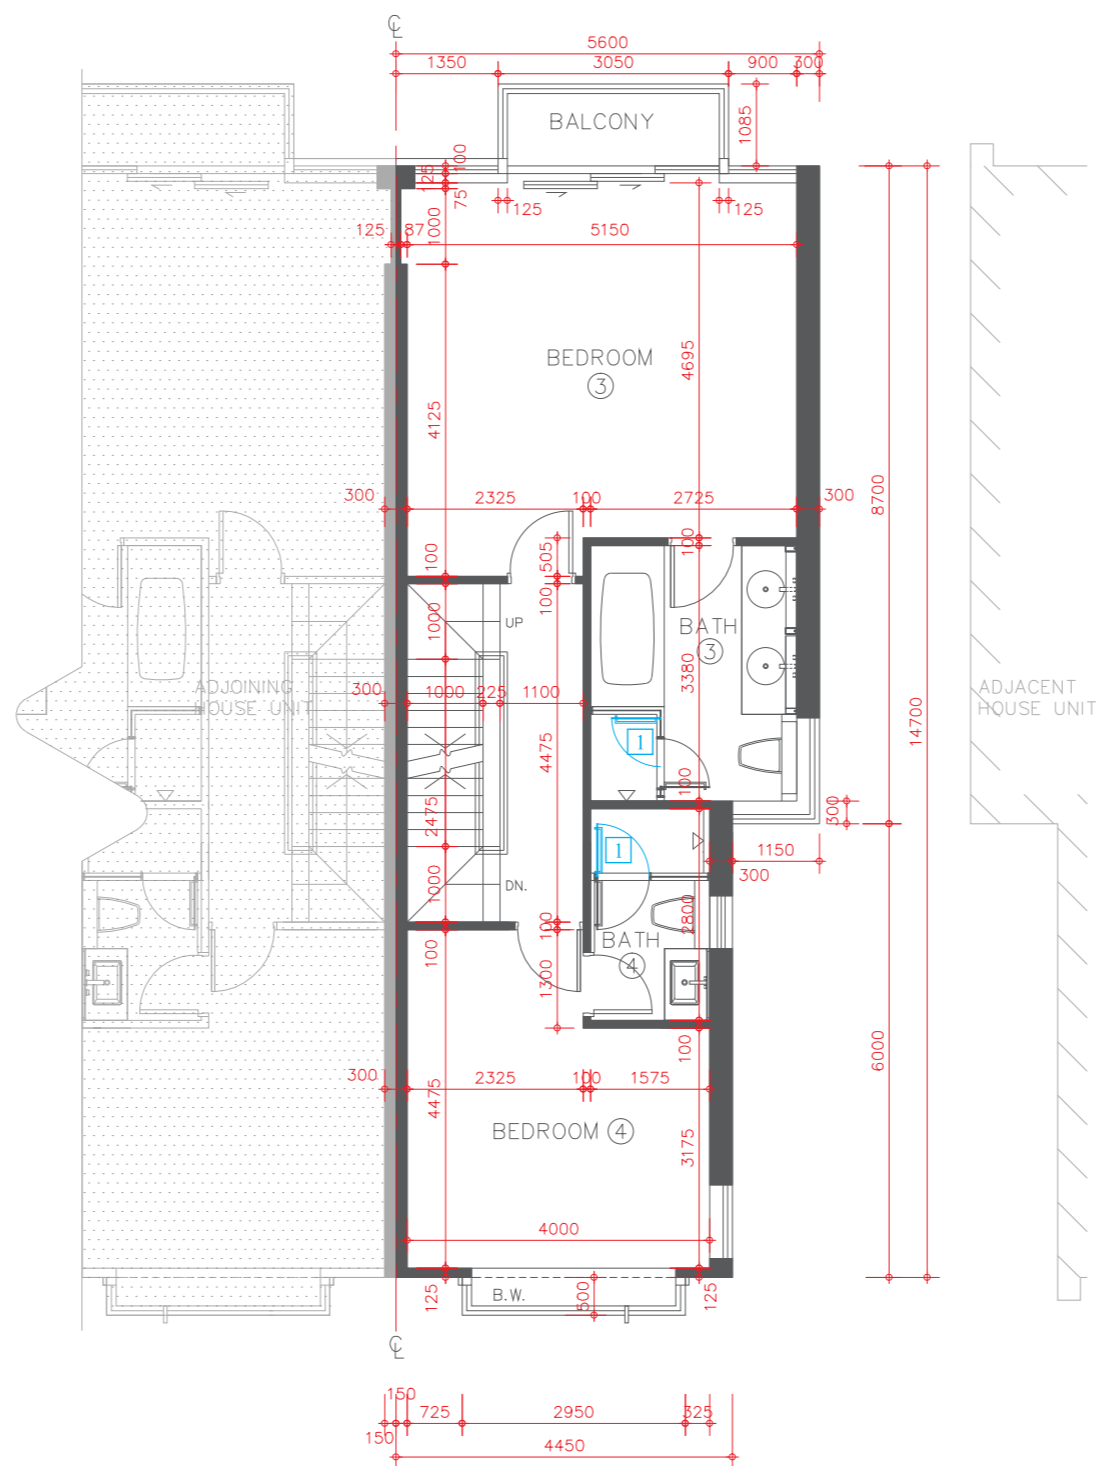 ℄
5600
1350 3050 900 300
BALCONY
1085
100
125
75
125 125
125 87 5150
1000
BEDROOM
3
4695
4125
8700
14700
300 2325 100 2725 300
100
505
100
100
UP
1000
BATH
3
3380
ADJOINING
HOUSE UNIT
ADJACENT
HOUSE UNIT
300 1000 225 1100
4475
1
100
2475
300
1
1150
300
DN.
1000
2800
100
BATH
4
100
1300
6000
100
300 2325 100 1575
4475
BEDROOM 4
3175
4000
B.W.
500
125
125
℄
150
725 2950 325
150
4450